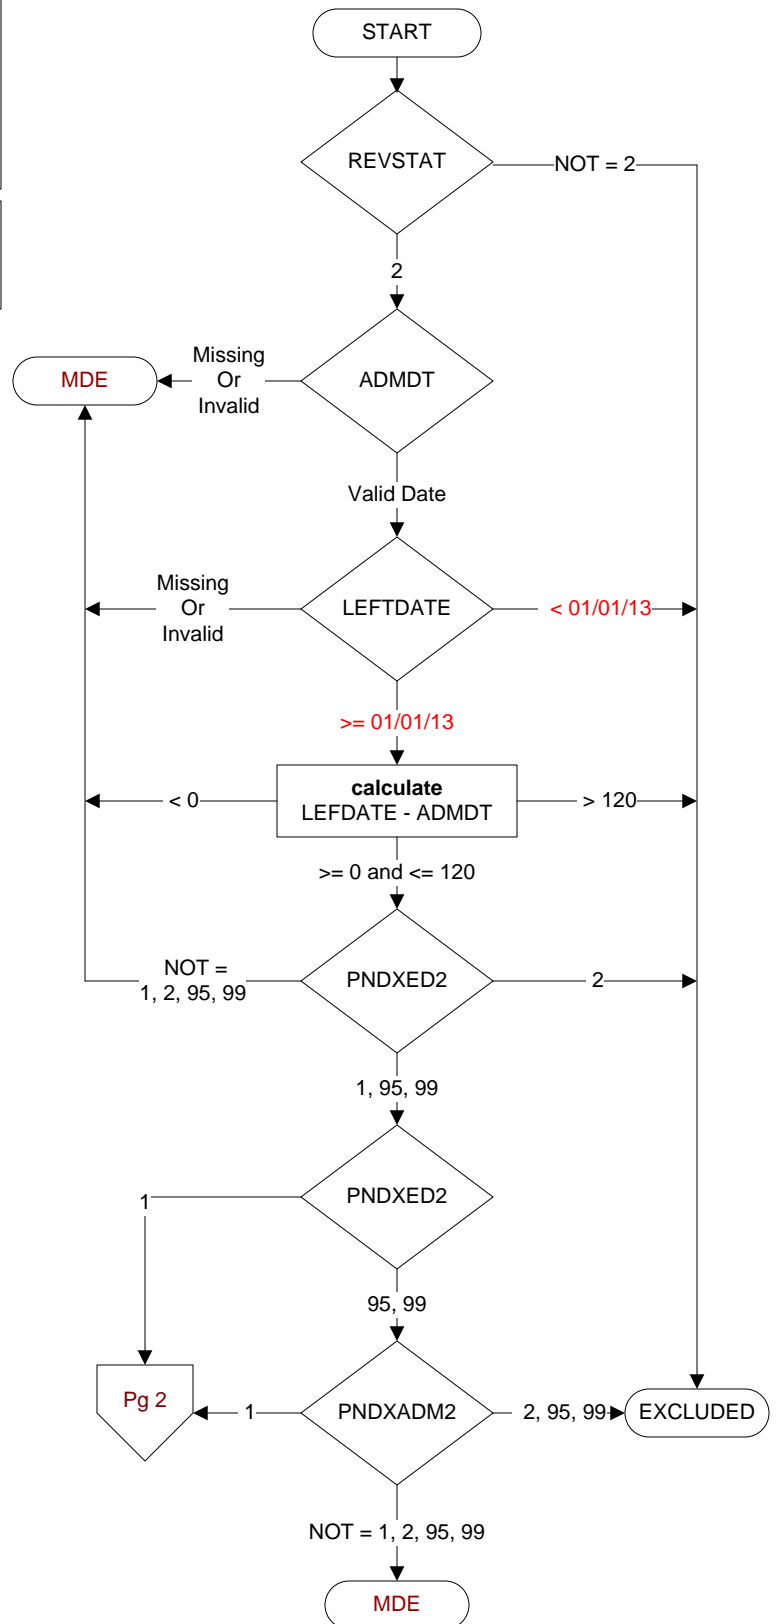 START
REVSTAT
NOT = 2
2
Missing
Or
Invalid
MDE
ADMDT
Valid Date
Missing
Or
Invalid
LEFTDATE
< 01/01/13
>= 01/01/13
calculate
LEFDATE - ADMDT
< 0
> 120
>= 0 and <= 120
NOT =
1, 2, 95, 99
PNDXED2
2
1, 95, 99
PNDXED2
1
95, 99
Pg 2
1
PNDXADM2
2, 95, 99
EXCLUDED
NOT = 1, 2, 95, 99
MDE